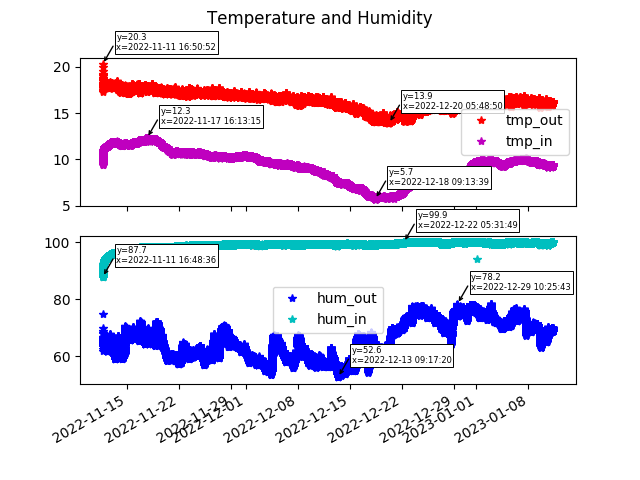 Temperature and Humidity
y=20.3
x=2022-11-11 16:50:52
y=12.3
x=2022-11-17 16:13:15
y=13.9
x=2022-12-20 05:48:50
y=5.7
x=2022-12-18 09:13:39
20
15
10
5
tmp_out
tmp_in
y=99.9
x=2022-12-22 05:31:49
y=87.7
x=2022-11-11 16:48:36
y=78.2
x=2022-12-29 10:25:43
y=52.6
x=2022-12-13 09:17:20
100
80
60
hum_out
hum_in
2022-11-15
2022-11-22
2022-11-29
2022-12-01
2022-12-08
2022-12-15
2022-12-22
2022-12-29
2023-01-01
2023-01-08